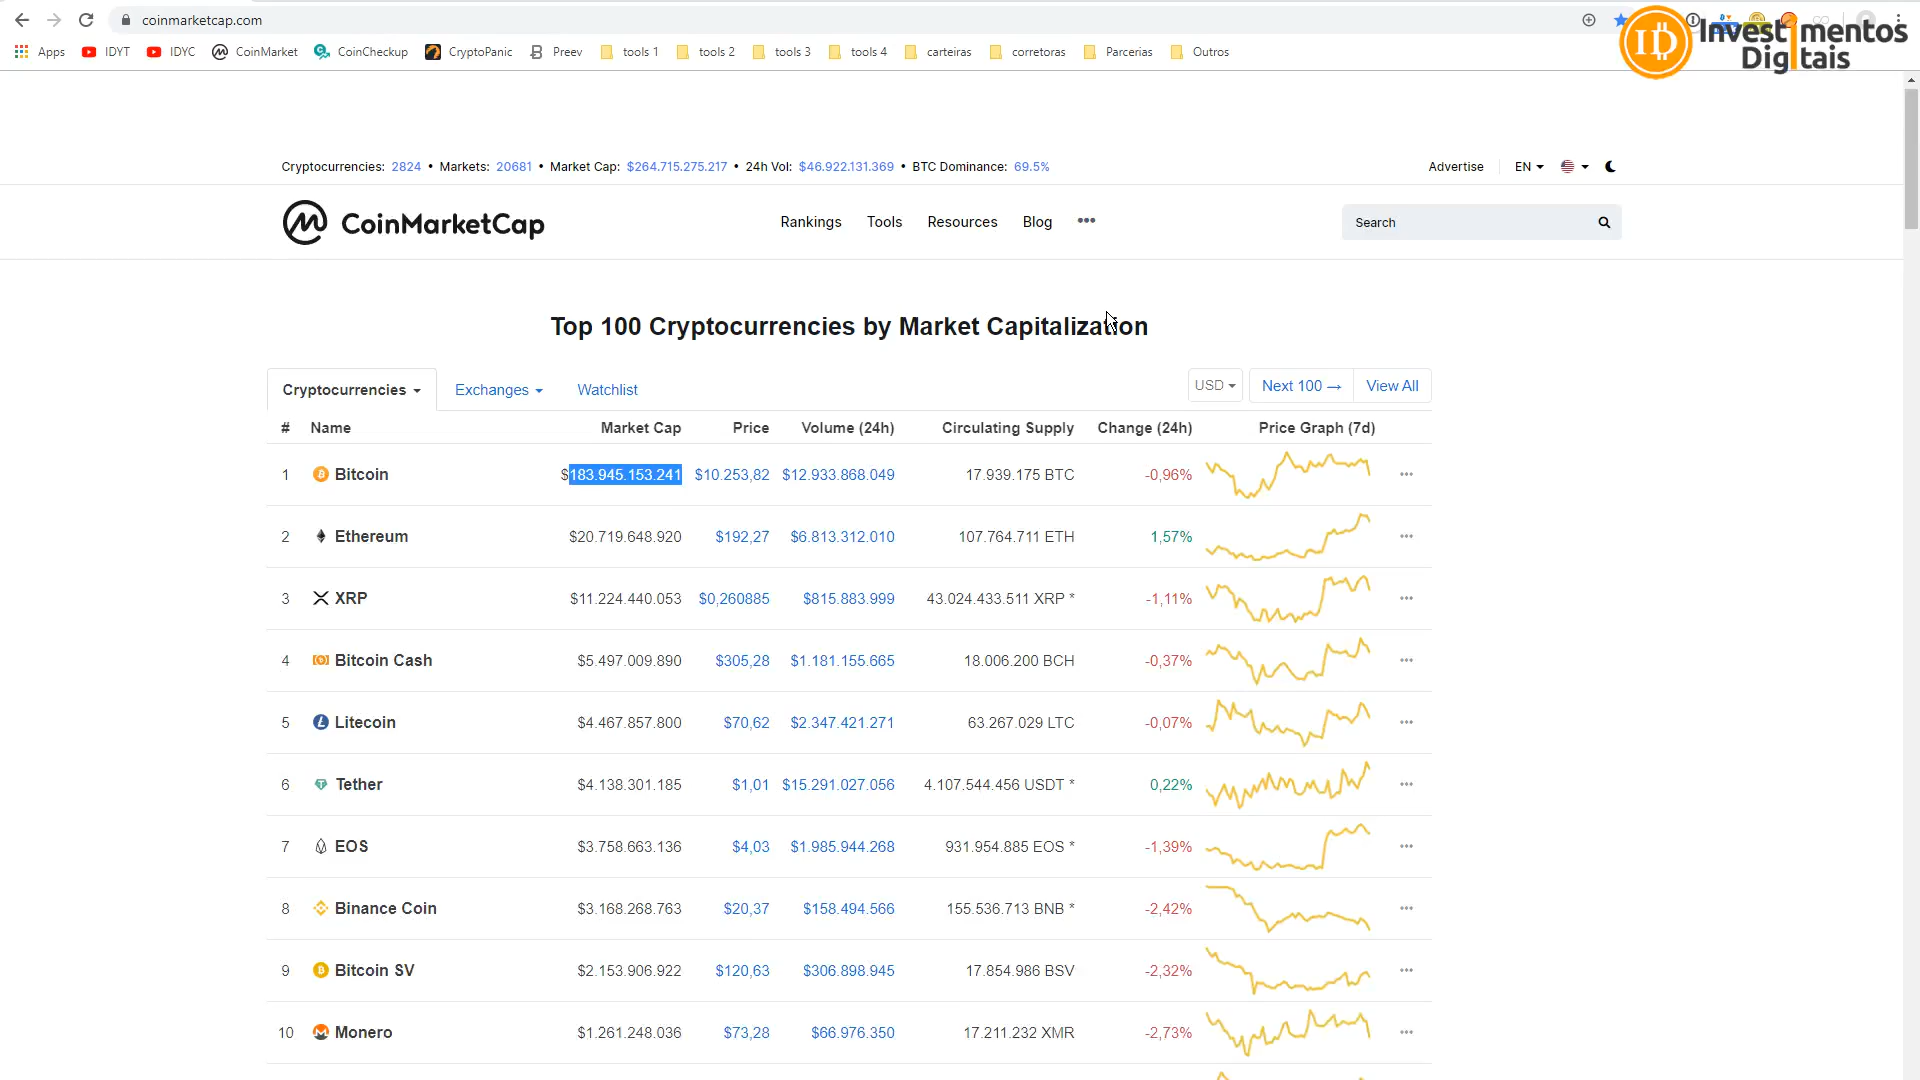 coinmarketcap.com
Apps IDYT IDYC CoinMarket CoinCheckup CryptoPanic Preev tools 1 tools 2 tools 3 tools 4 carteiras corretoras Parcerias Outros
ID Investimentos
Digitais
Cryptocurrencies: 2824 • Markets: 20681 • Market Cap: $264.715.275.217 • 24h Vol: $46.922.131.369 • BTC Dominance: 69.5% Advertise EN
CoinMarketCap Rankings Tools Resources Blog ••• Search
Top 100 Cryptocurrencies by Market Capitalization
Cryptocurrencies Exchanges Watchlist USD Next 100 → View All
# Name Market Cap Price Volume (24h) Circulating Supply Change (24h) Price Graph (7d)
1 Bitcoin $183.945.153.241 $10.253,82 $12.933.868.049 17.939.175 BTC -0,96%
2 Ethereum $20.719.648.920 $192,27 $6.813.312.010 107.764.711 ETH 1,57%
3 XRP $11.224.440.053 $0,260885 $815.883.999 43.024.433.511 XRP * -1,11%
4 Bitcoin Cash $5.497.009.890 $305,28 $1.181.155.665 18.006.200 BCH -0,37%
5 Litecoin $4.467.857.800 $70,62 $2.347.421.271 63.267.029 LTC -0,07%
6 Tether $4.138.301.185 $1,01 $15.291.027.056 4.107.544.456 USDT * 0,22%
7 EOS $3.758.663.136 $4,03 $1.985.944.268 931.954.885 EOS * -1,39%
8 Binance Coin $3.168.268.763 $20,37 $158.494.566 155.536.713 BNB * -2,42%
9 Bitcoin SV $2.153.906.922 $120,63 $306.898.945 17.854.986 BSV -2,32%
10 Monero $1.261.248.036 $73,28 $66.976.350 17.211.232 XMR -2,73%